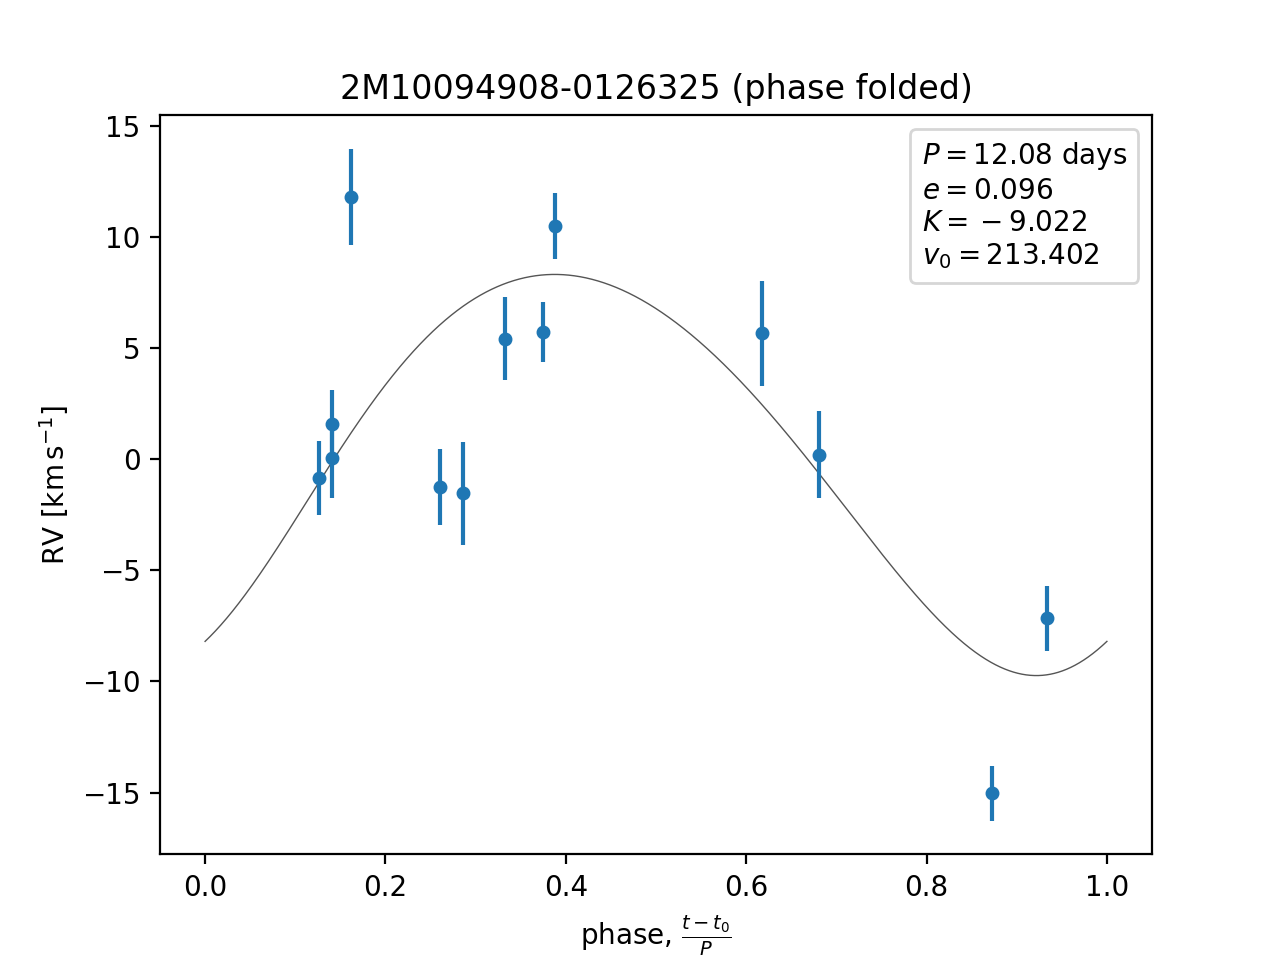 2M10094908-0126325 (phase folded)
P = 12.08 days
e = 0.096
K = −9.022
v₀ = 213.402
15
10
5
0
−5
−10
−15
RV [km s⁻¹]
0.0 0.2 0.4 0.6 0.8 1.0
phase, (t − t₀)/P